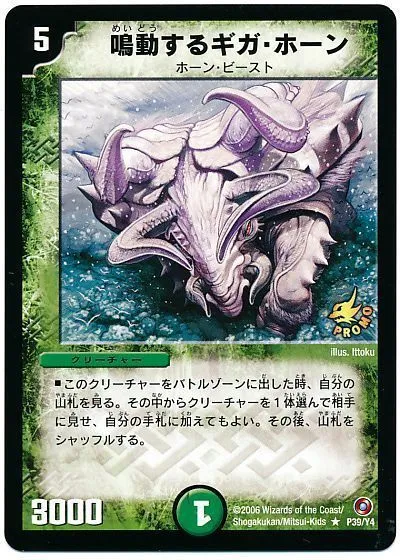 5
めいどう
鳴動するギガ・ホーン
ホーン・ビースト
PROMO
illus. Ittoku
クリーチャー
■このクリーチャーをバトルゾーンに出した時、自分の
山札を見る。その中からクリーチャーを1体選んで相手
に見せ、自分の手札に加えてもよい。その後、山札を
シャッフルする。
3000
1
©2006 Wizards of the Coast/
Shogakukan/Mitsui-Kids ★ P39/Y4